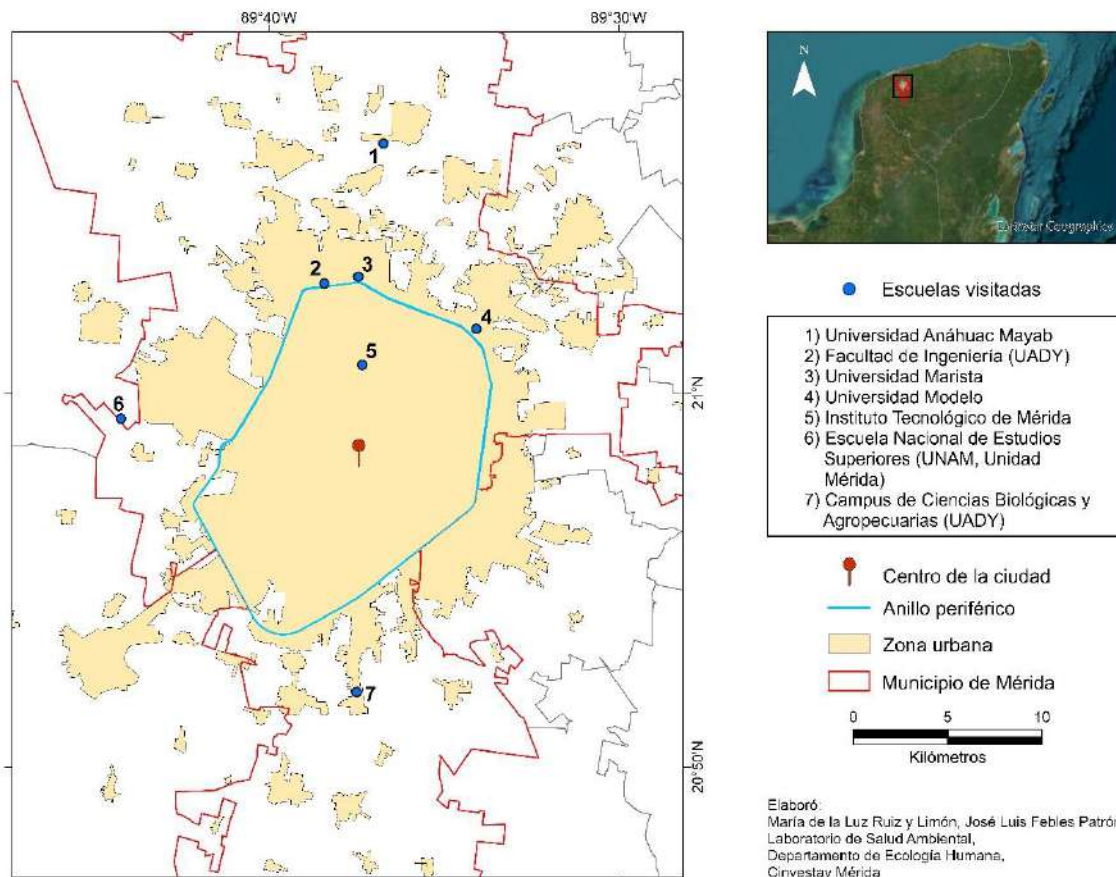 89°40'W
89°30'W
1
2
3
4
5
6
7
21°N
20°50'N
N
Earthstar Geographics
Escuelas visitadas
1) Universidad Anáhuac Mayab
2) Facultad de Ingeniería (UADY)
3) Universidad Marista
4) Universidad Modelo
5) Instituto Tecnológico de Mérida
6) Escuela Nacional de Estudios
Superiores (UNAM, Unidad
Mérida)
7) Campus de Ciencias Biológicas y
Agropecuarias (UADY)
Centro de la ciudad
Anillo periférico
Zona urbana
Municipio de Mérida
0 5 10
Kilómetros
Elaboró:
María de la Luz Ruiz y Limón, José Luis Febles Patrón
Laboratorio de Salud Ambiental,
Departamento de Ecología Humana,
Cinvestav Mérida